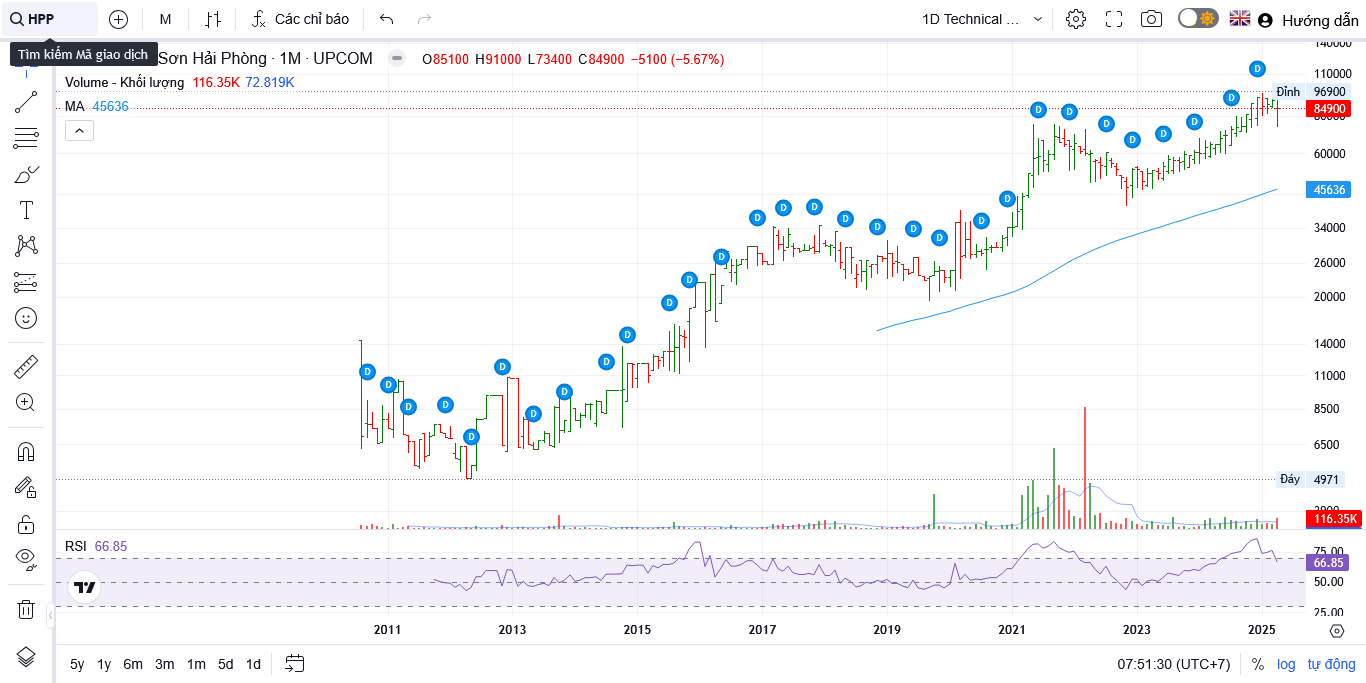 HPP
M
Các chỉ báo
1D Technical ...
Hướng dẫn
Tìm kiếm Mã giao dịch
Sơn Hải Phòng · 1M · UPCOM
O85100 H91000 L73400 C84900 −5100 (−5.67%)
Volume - Khối lượng 116.35K 72.819K
MA 45636
140000
110000
Đỉnh 96900
84900
80000
60000
45636
34000
26000
20000
14000
11000
8500
6500
Đáy 4971
116.35K
D D D D D D D D D D D D D D D D D D D D D D D D D D D D D D
RSI 66.85
75.00
66.85
50.00
25.00
2011 2013 2015 2017 2019 2021 2023 2025
5y 1y 6m 3m 1m 5d 1d
07:51:30 (UTC+7)
% log tự động